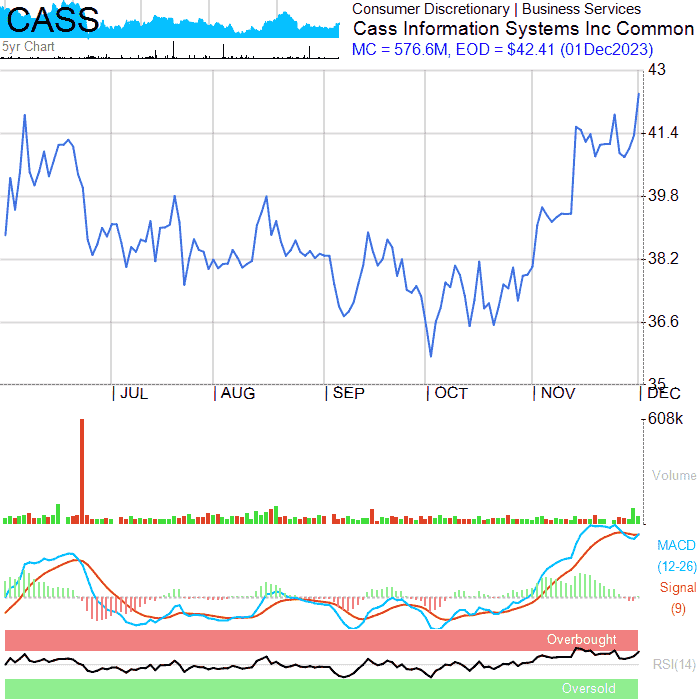 CASS
5yr Chart
Consumer Discretionary | Business Services
Cass Information Systems Inc Common
MC = 576.6M, EOD = $42.41 (01Dec2023)
43
41.4
39.8
38.2
36.6
35
JUL AUG SEP OCT NOV DEC
608k
Volume
MACD
(12-26)
Signal
(9)
Overbought
RSI(14)
Oversold